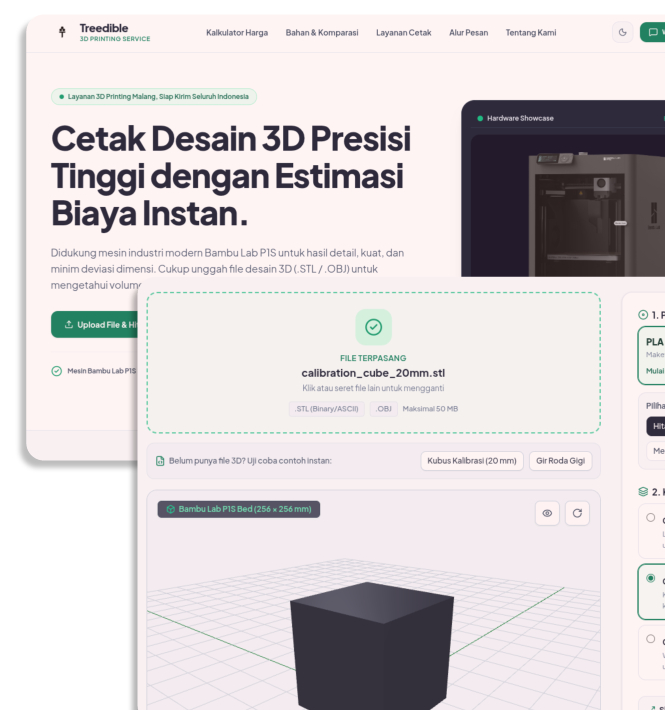 Treedible
3D PRINTING SERVICE
Kalkulator Harga
Bahan & Komparasi
Layanan Cetak
Alur Pesan
Tentang Kami
Layanan 3D Printing Malang, Siap Kirim Seluruh Indonesia
Cetak Desain 3D Presisi
Tinggi dengan Estimasi
Biaya Instan.
Didukung mesin industri modern Bambu Lab P1S untuk hasil detail, kuat, dan
minim deviasi dimensi. Cukup unggah file desain 3D (.STL / .OBJ) untuk
mengetahui volume
Upload File & Hi
Mesin Bambu Lab P1S
Hardware Showcase
FILE TERPASANG
calibration_cube_20mm.stl
Klik atau seret file lain untuk mengganti
.STL (Binary/ASCII)
.OBJ
Maksimal 50 MB
Belum punya file 3D? Uji coba contoh instan:
Kubus Kalibrasi (20 mm)
Gir Roda Gigi
Bambu Lab P1S Bed (256 × 256 mm)
1. P
PLA
Make
Mulai
Piliha
Hit
Me
2. K